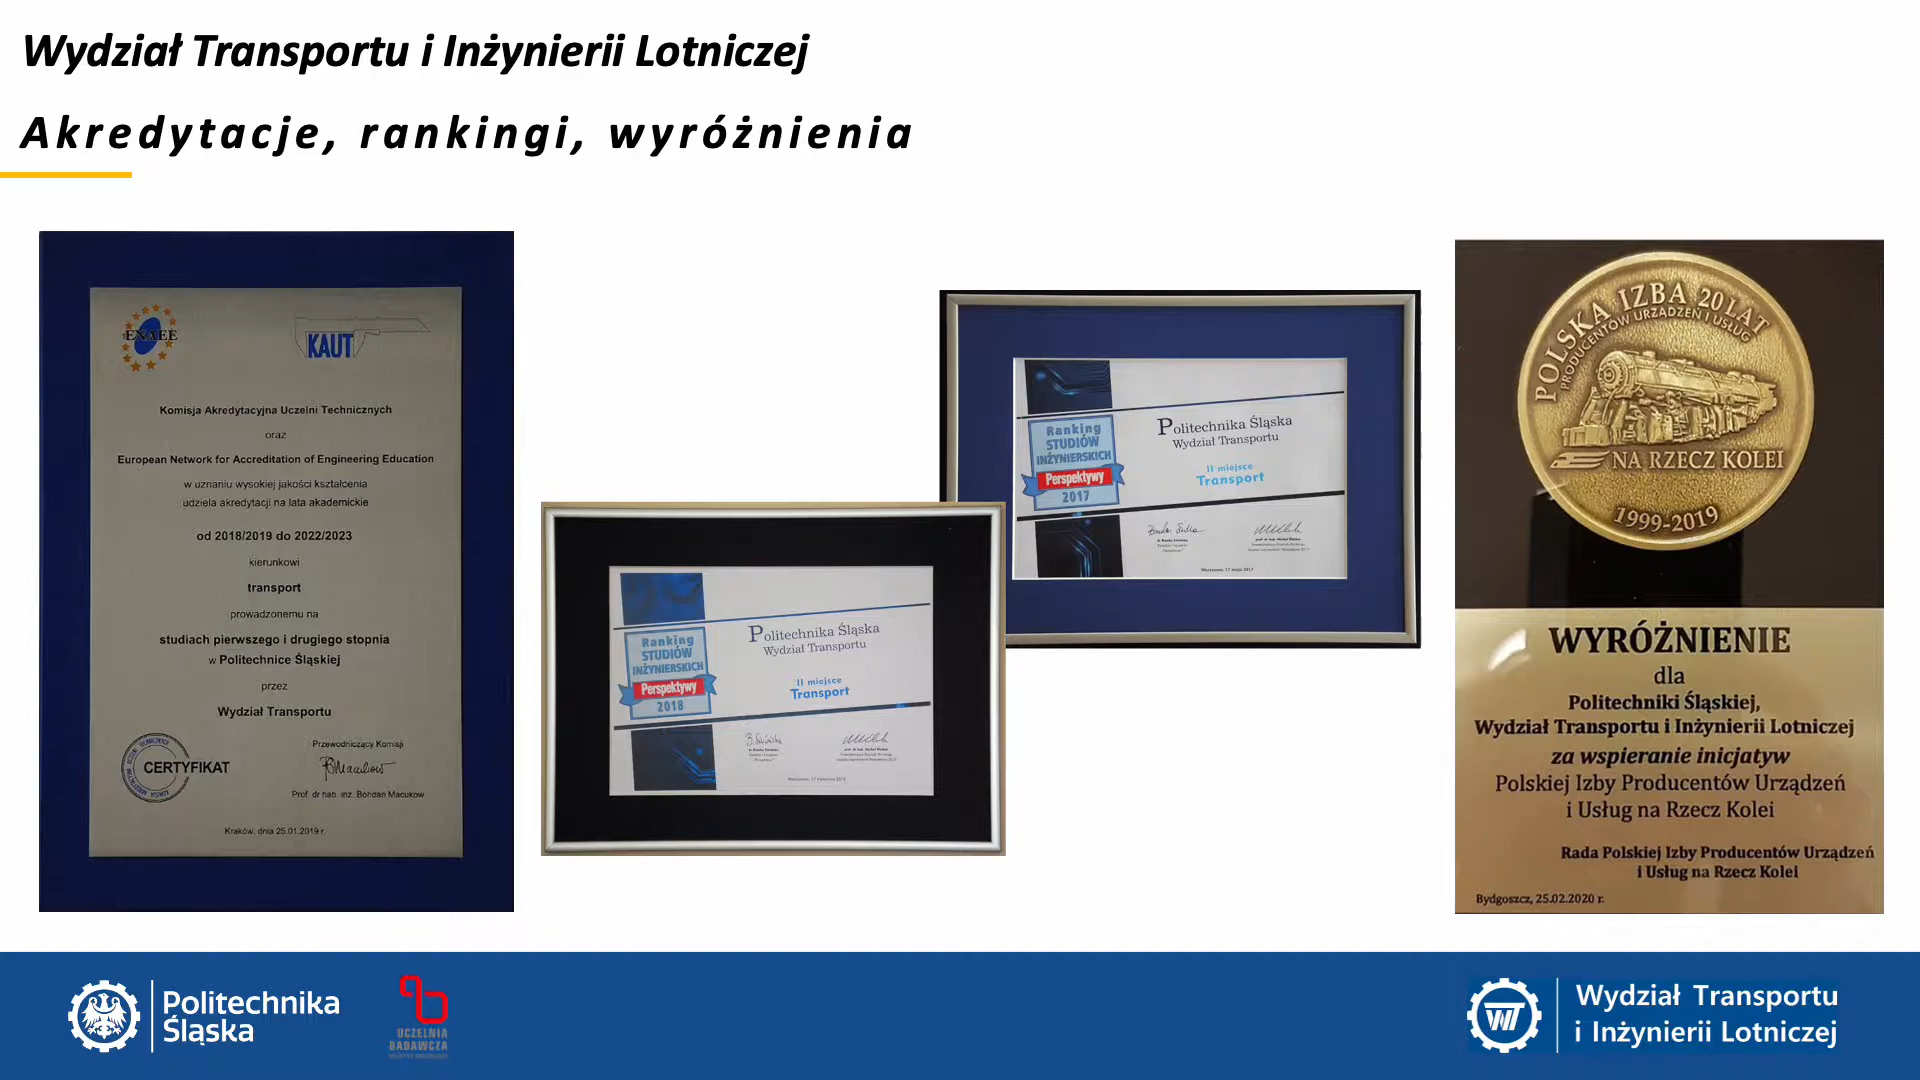 Wydział Transportu i Inżynierii Lotniczej
Akredytacje, rankingi, wyróżnienia
ENAEE
KAUT
Komisja Akredytacyjna Uczelni Technicznych
oraz
European Network for Accreditation of Engineering Education
w uznaniu wysokiej jakości kształcenia
udziela akredytacji na lata akademickie
od 2018/2019 do 2022/2023
kierunkowi
transport
prowadzonemu na
studiach pierwszego i drugiego stopnia
w Politechnice Śląskiej
przez
Wydział Transportu
CERTYFIKAT
Przewodniczący Komisji
Prof. dr hab. inż. Bohdan Macukow
Kraków, dnia 25.01.2019 r.
Ranking
STUDIÓW
INŻYNIERSKICH
Perspektywy
2018
Politechnika Śląska
Wydział Transportu
II miejsce
Transport
Ranking
STUDIÓW
INŻYNIERSKICH
Perspektywy
2017
Politechnika Śląska
Wydział Transportu
II miejsce
Transport
Warszawa, 17 maja 2017
POLSKA IZBA 20 LAT
PRODUCENTÓW URZĄDZEŃ I USŁUG
NA RZECZ KOLEI
1999-2019
WYRÓŻNIENIE
dla
Politechniki Śląskiej,
Wydział Transportu i Inżynierii Lotniczej
za wspieranie inicjatyw
Polskiej Izby Producentów Urządzeń
i Usług na Rzecz Kolei
Rada Polskiej Izby Producentów Urządzeń
i Usług na Rzecz Kolei
Bydgoszcz, 25.02.2020 r.
Politechnika
Śląska
UCZELNIA
BADAWCZA
Wydział Transportu
i Inżynierii Lotniczej